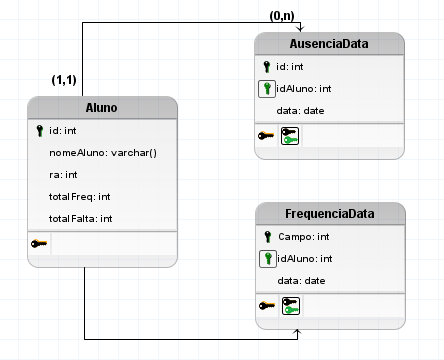 (0,n)
AusenciaData
id: int
idAluno: int
data: date
(1,1)
Aluno
id: int
nomeAluno: varchar()
ra: int
totalFreq: int
totalFalta: int
FrequenciaData
Campo: int
idAluno: int
data: date